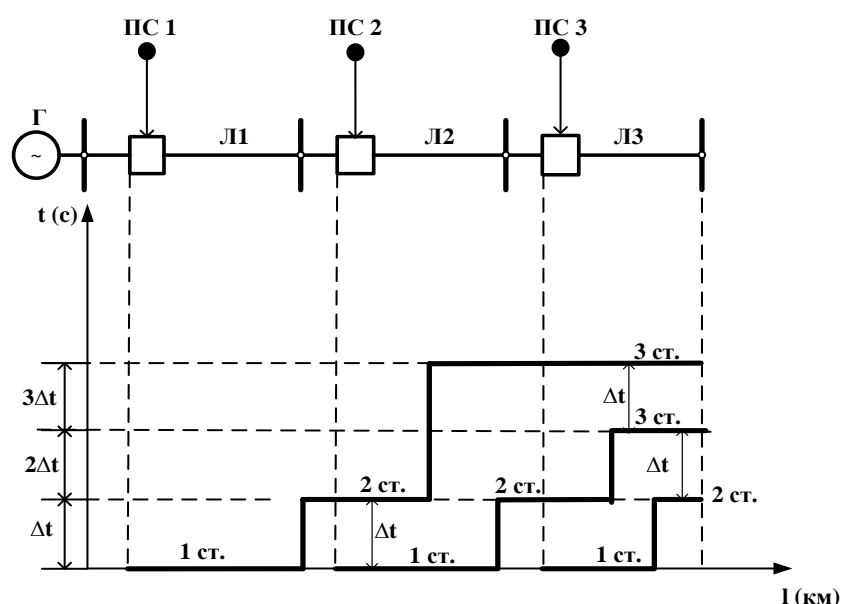 ПС 1 ПС 2 ПС 3
Г
Л1 Л2 Л3
~
t (с)
3 ст.
3Δt Δt
3 ст.
2Δt Δt
2 ст. 2 ст. 2 ст.
Δt Δt
1 ст. 1 ст. 1 ст.
l (км)